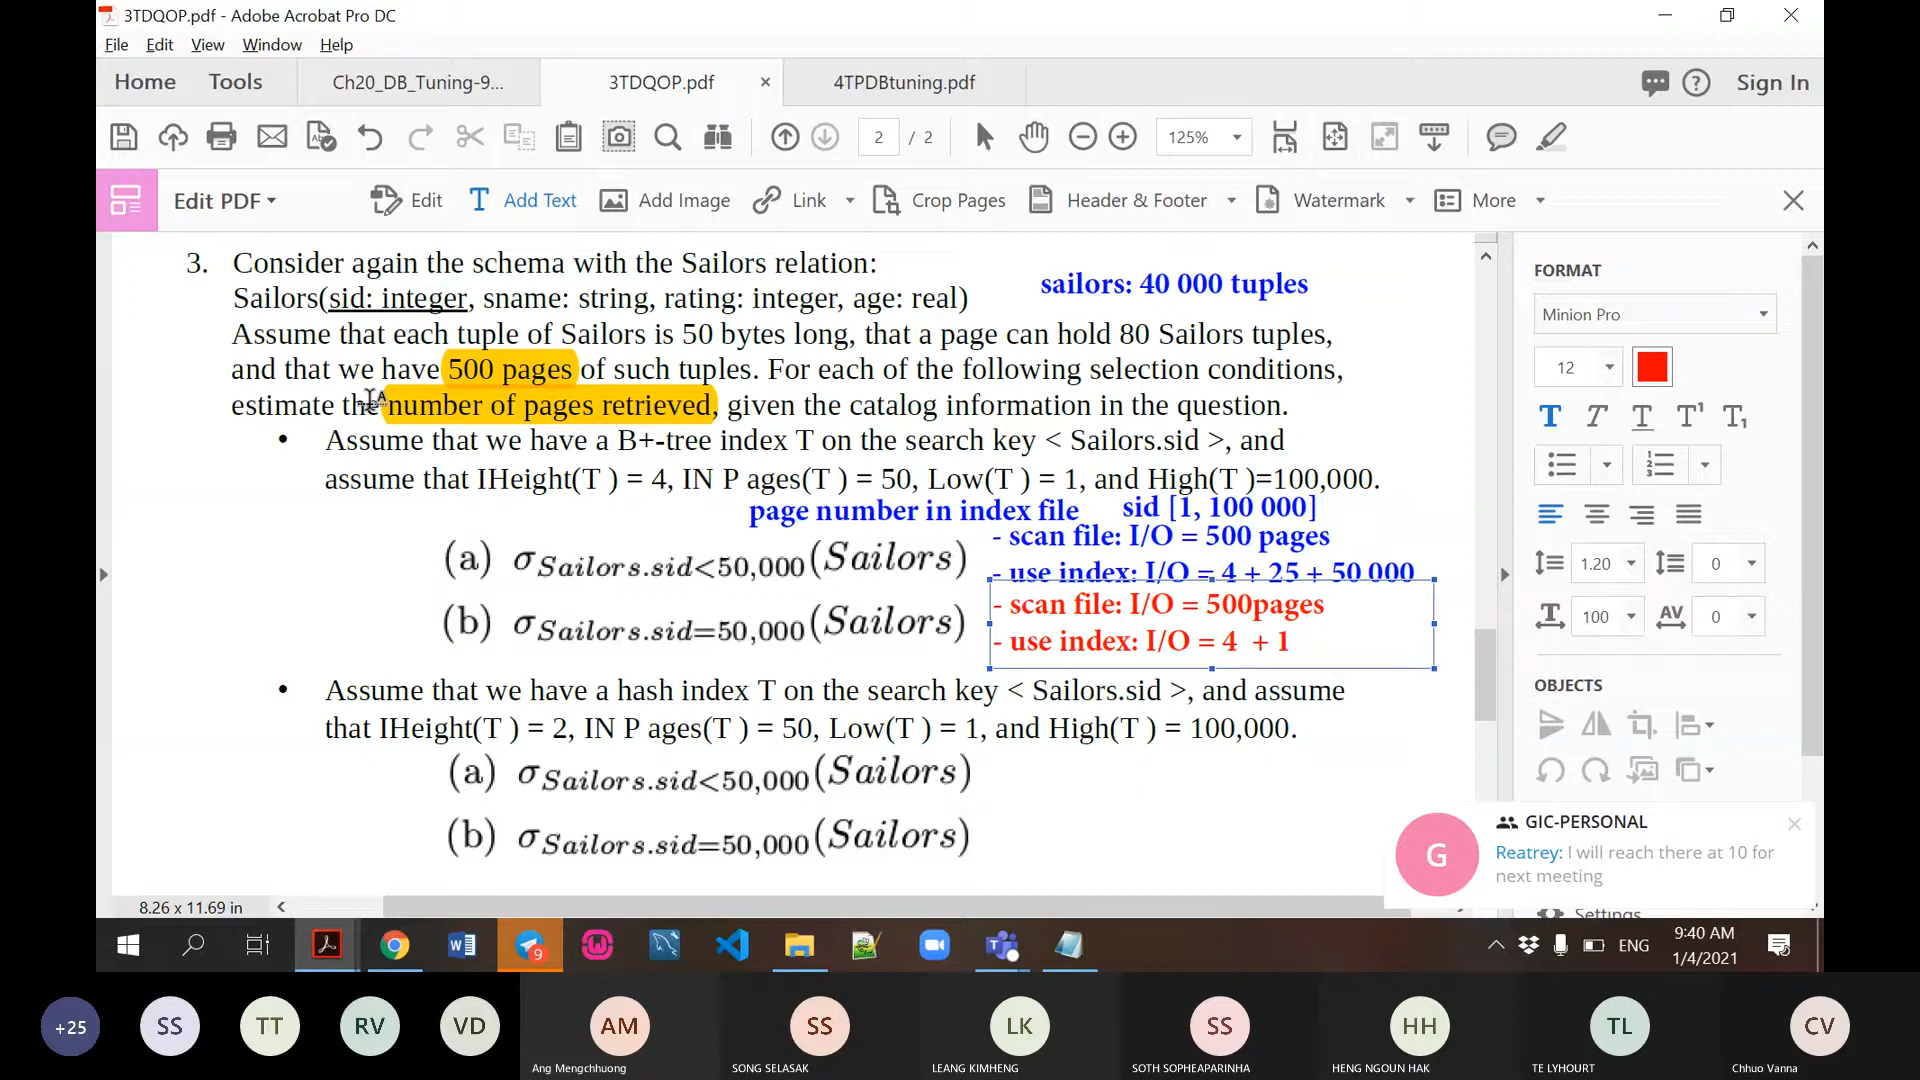 3TDQOP.pdf - Adobe Acrobat Pro DC
File Edit View Window Help
Home Tools Ch20_DB_Tuning-9... 3TDQOP.pdf × 4TPDBtuning.pdf Sign In
2 / 2 125%
Edit PDF Edit Add Text Add Image Link Crop Pages Header & Footer Watermark More
3. Consider again the schema with the Sailors relation:
sailors: 40 000 tuples
Sailors(sid: integer, sname: string, rating: integer, age: real)
Assume that each tuple of Sailors is 50 bytes long, that a page can hold 80 Sailors tuples,
and that we have 500 pages of such tuples. For each of the following selection conditions,
estimate the number of pages retrieved, given the catalog information in the question.
• Assume that we have a B+-tree index T on the search key < Sailors.sid >, and
assume that IHeight(T ) = 4, IN P ages(T ) = 50, Low(T ) = 1, and High(T )=100,000.
page number in index file sid [1, 100 000]
- scan file: I/O = 500 pages
(a) σSailors.sid<50,000(Sailors)
- use index: I/O = 4 + 25 + 50 000
- scan file: I/O = 500pages
(b) σSailors.sid=50,000(Sailors)
- use index: I/O = 4 + 1
• Assume that we have a hash index T on the search key < Sailors.sid >, and assume
that IHeight(T ) = 2, IN P ages(T ) = 50, Low(T ) = 1, and High(T ) = 100,000.
(a) σSailors.sid<50,000(Sailors)
(b) σSailors.sid=50,000(Sailors)
8.26 x 11.69 in
FORMAT
Minion Pro
12
T T T T¹ T₁
1.20 0
100 AV 0
OBJECTS
G
GIC-PERSONAL
Reatrey: I will reach there at 10 for
next meeting
Settings
9
ENG
9:40 AM
1/4/2021
+25 SS TT RV VD AM SS LK SS HH TL CV
Ang Mengchhuong SONG SELASAK LEANG KIMHENG SOTH SOPHEAPARINHA HENG NGOUN HAK TE LYHOURT Chhuo Vanna